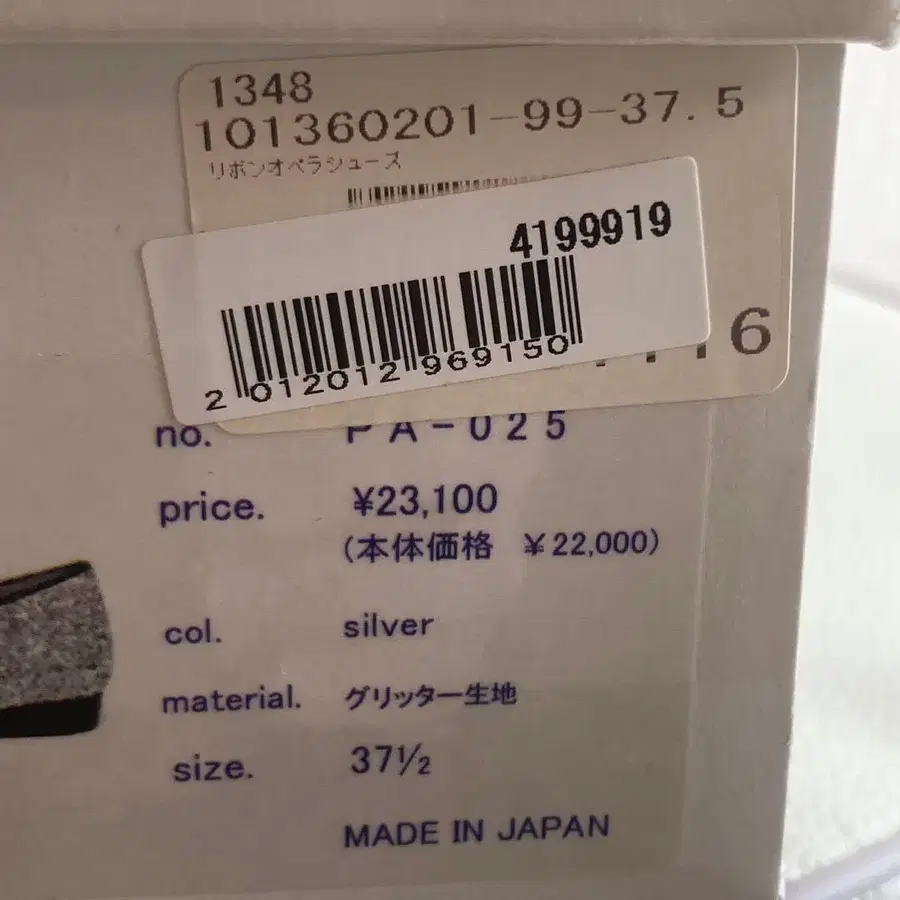 1348
101360201-99-37.5
リボンオペラシューズ
4199919
2 012012 969150
6
no. PA-025
price. ¥23,100
(本体価格 ¥22,000)
col. silver
material. グリッター生地
size. 37½
MADE IN JAPAN